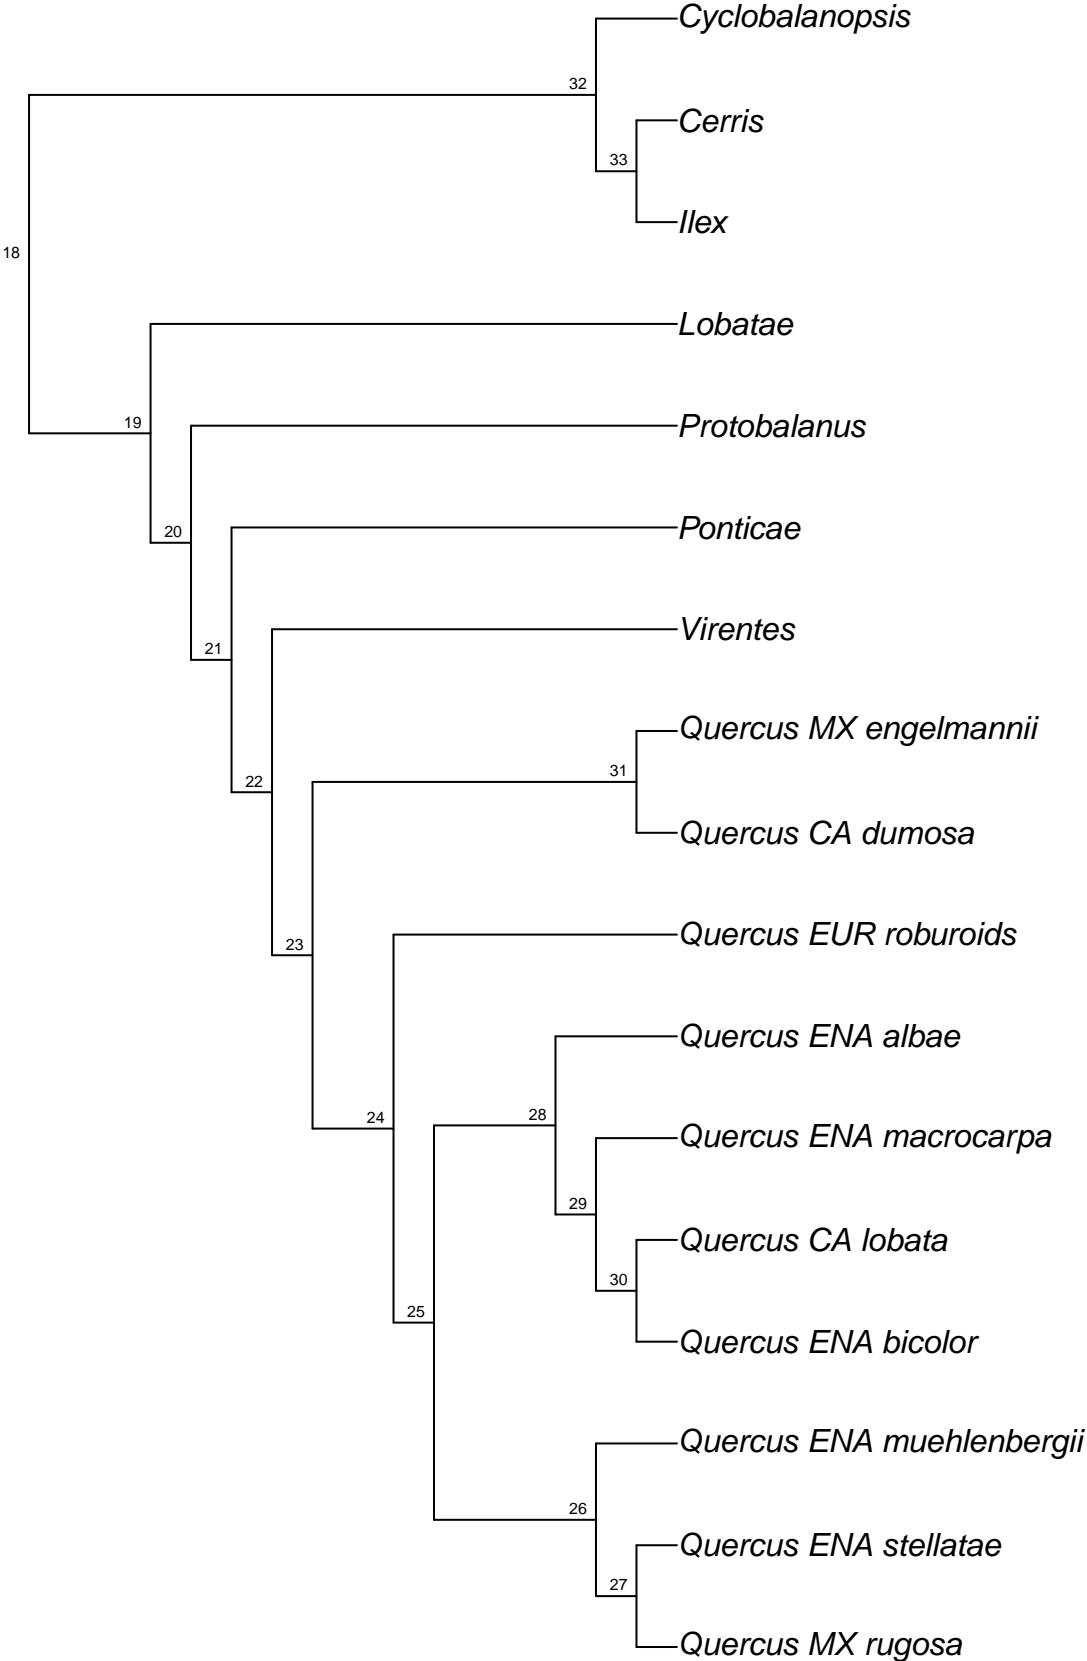 Cyclobalanopsis
32
Cerris
33
Ilex
18
Lobatae
19
Protobalanus
20
Ponticae
21
Virentes
Quercus MX engelmannii
31
22
Quercus CA dumosa
Quercus EUR roburoids
23
Quercus ENA albae
28
24
Quercus ENA macrocarpa
29
Quercus CA lobata
30
25
Quercus ENA bicolor
Quercus ENA muehlenbergii
26
Quercus ENA stellatae
27
Quercus MX rugosa